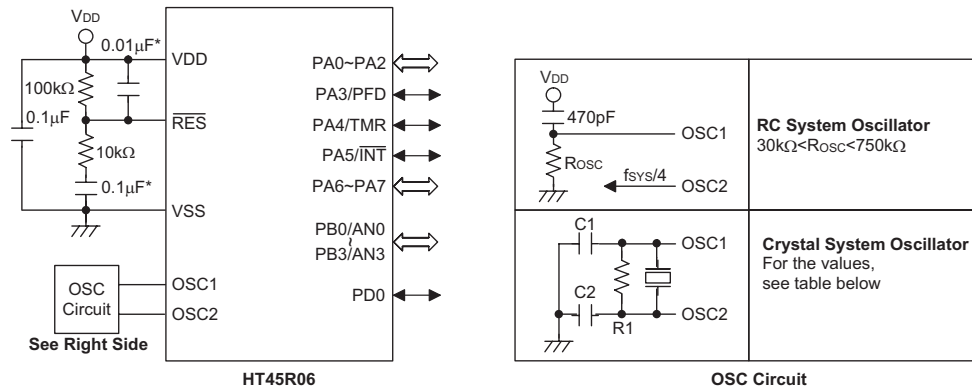 VDD
0.01μF*
VDD
100kΩ
0.1μF
RES
10kΩ
0.1μF*
VSS
OSC
Circuit
OSC1
OSC2
See Right Side
PA0~PA2
PA3/PFD
PA4/TMR
PA5/INT
PA6~PA7
PB0/AN0
~
PB3/AN3
PD0
HT45R06
VDD
470pF
OSC1
ROSC
fSYS/4
OSC2
RC System Oscillator
30kΩ<ROSC<750kΩ
C1
OSC1
C2
R1
OSC2
Crystal System Oscillator
For the values,
see table below
OSC Circuit